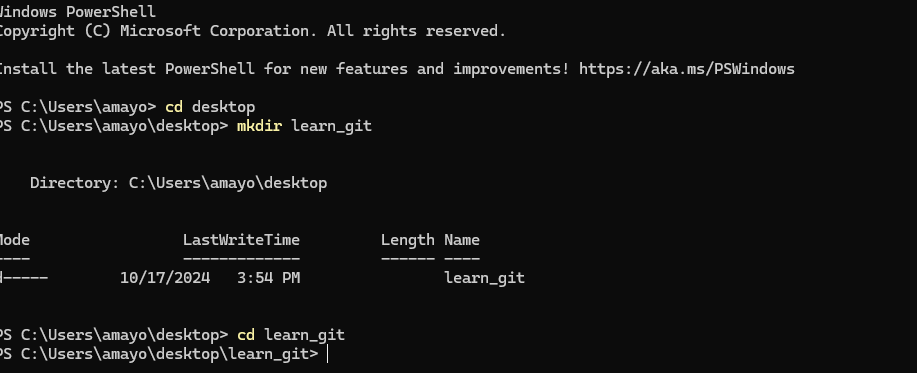 Windows PowerShell
Copyright (C) Microsoft Corporation. All rights reserved.
Install the latest PowerShell for new features and improvements! https://aka.ms/PSWindows
PS C:\Users\amayo> cd desktop
PS C:\Users\amayo\desktop> mkdir learn_git
Directory: C:\Users\amayo\desktop
Mode LastWriteTime Length Name
---- ------------- ------ ----
d----- 10/17/2024 3:54 PM learn_git
PS C:\Users\amayo\desktop> cd learn_git
PS C:\Users\amayo\desktop\learn_git>